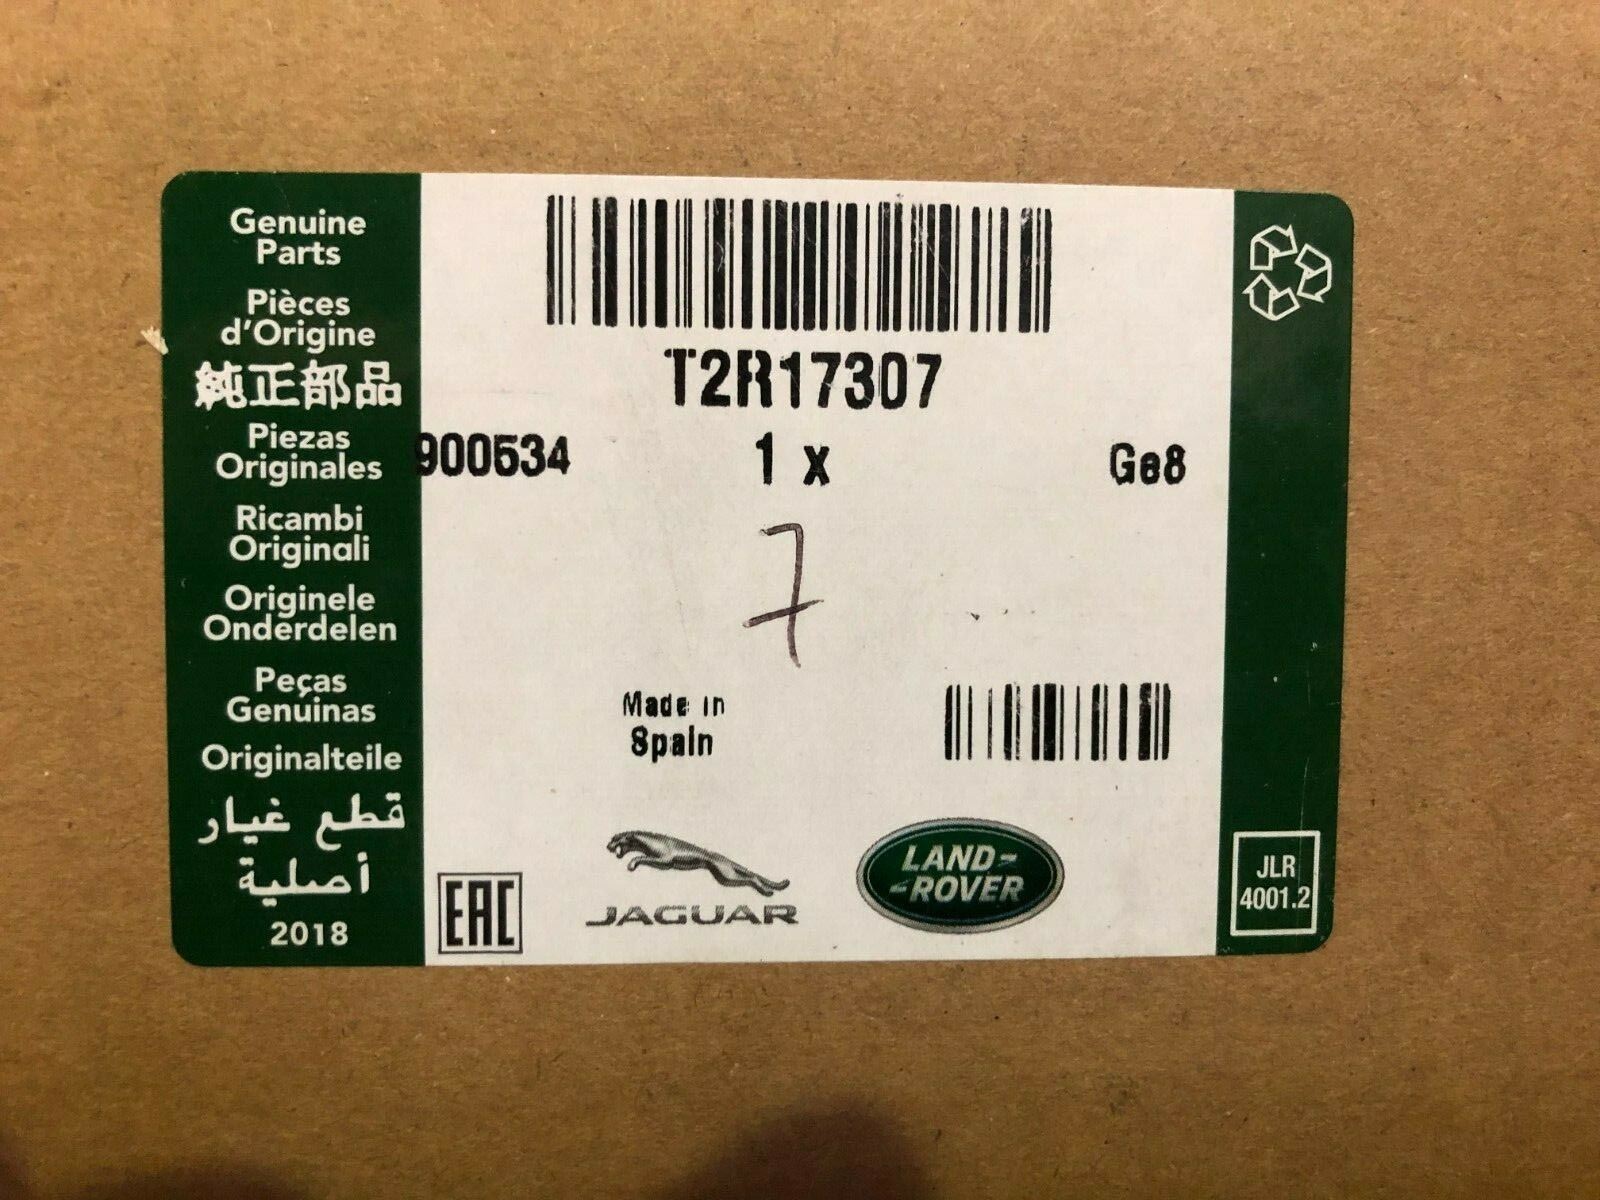 Genuine
Parts
Pièces
d'Origine
純正部品
Piezas
Originales
Ricambi
Originali
Originele
Onderdelen
Peças
Genuinas
Originalteile
قطع غيار
أصلية
2018
T2R17307
900534
1 x
Ge8
7
Made in
Spain
EAC
JAGUAR
LAND-
-ROVER
JLR
4001.2